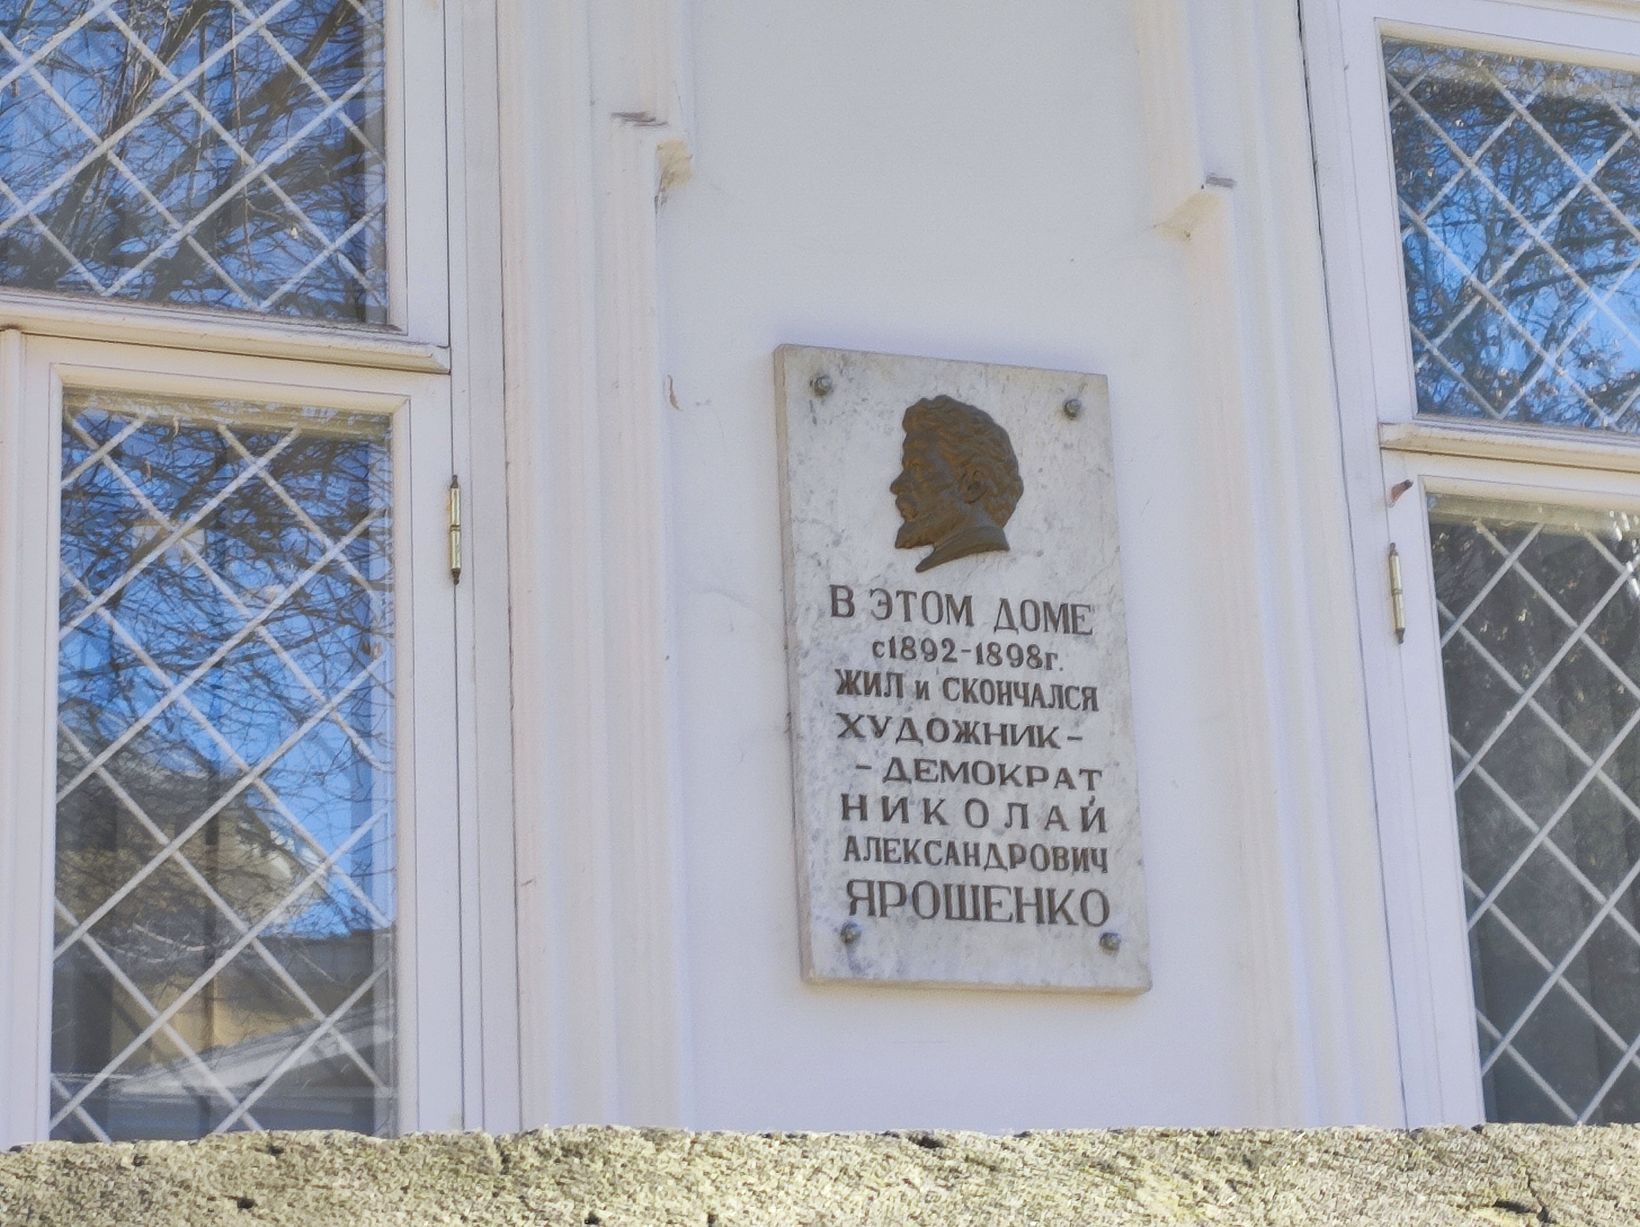 В ЭТОМ ДОМЕ
с1892-1898г.
ЖИЛ и СКОНЧАЛСЯ
ХУДОЖНИК-
-ДЕМОКРАТ
НИКОЛАЙ
АЛЕКСАНДРОВИЧ
ЯРОШЕНКО